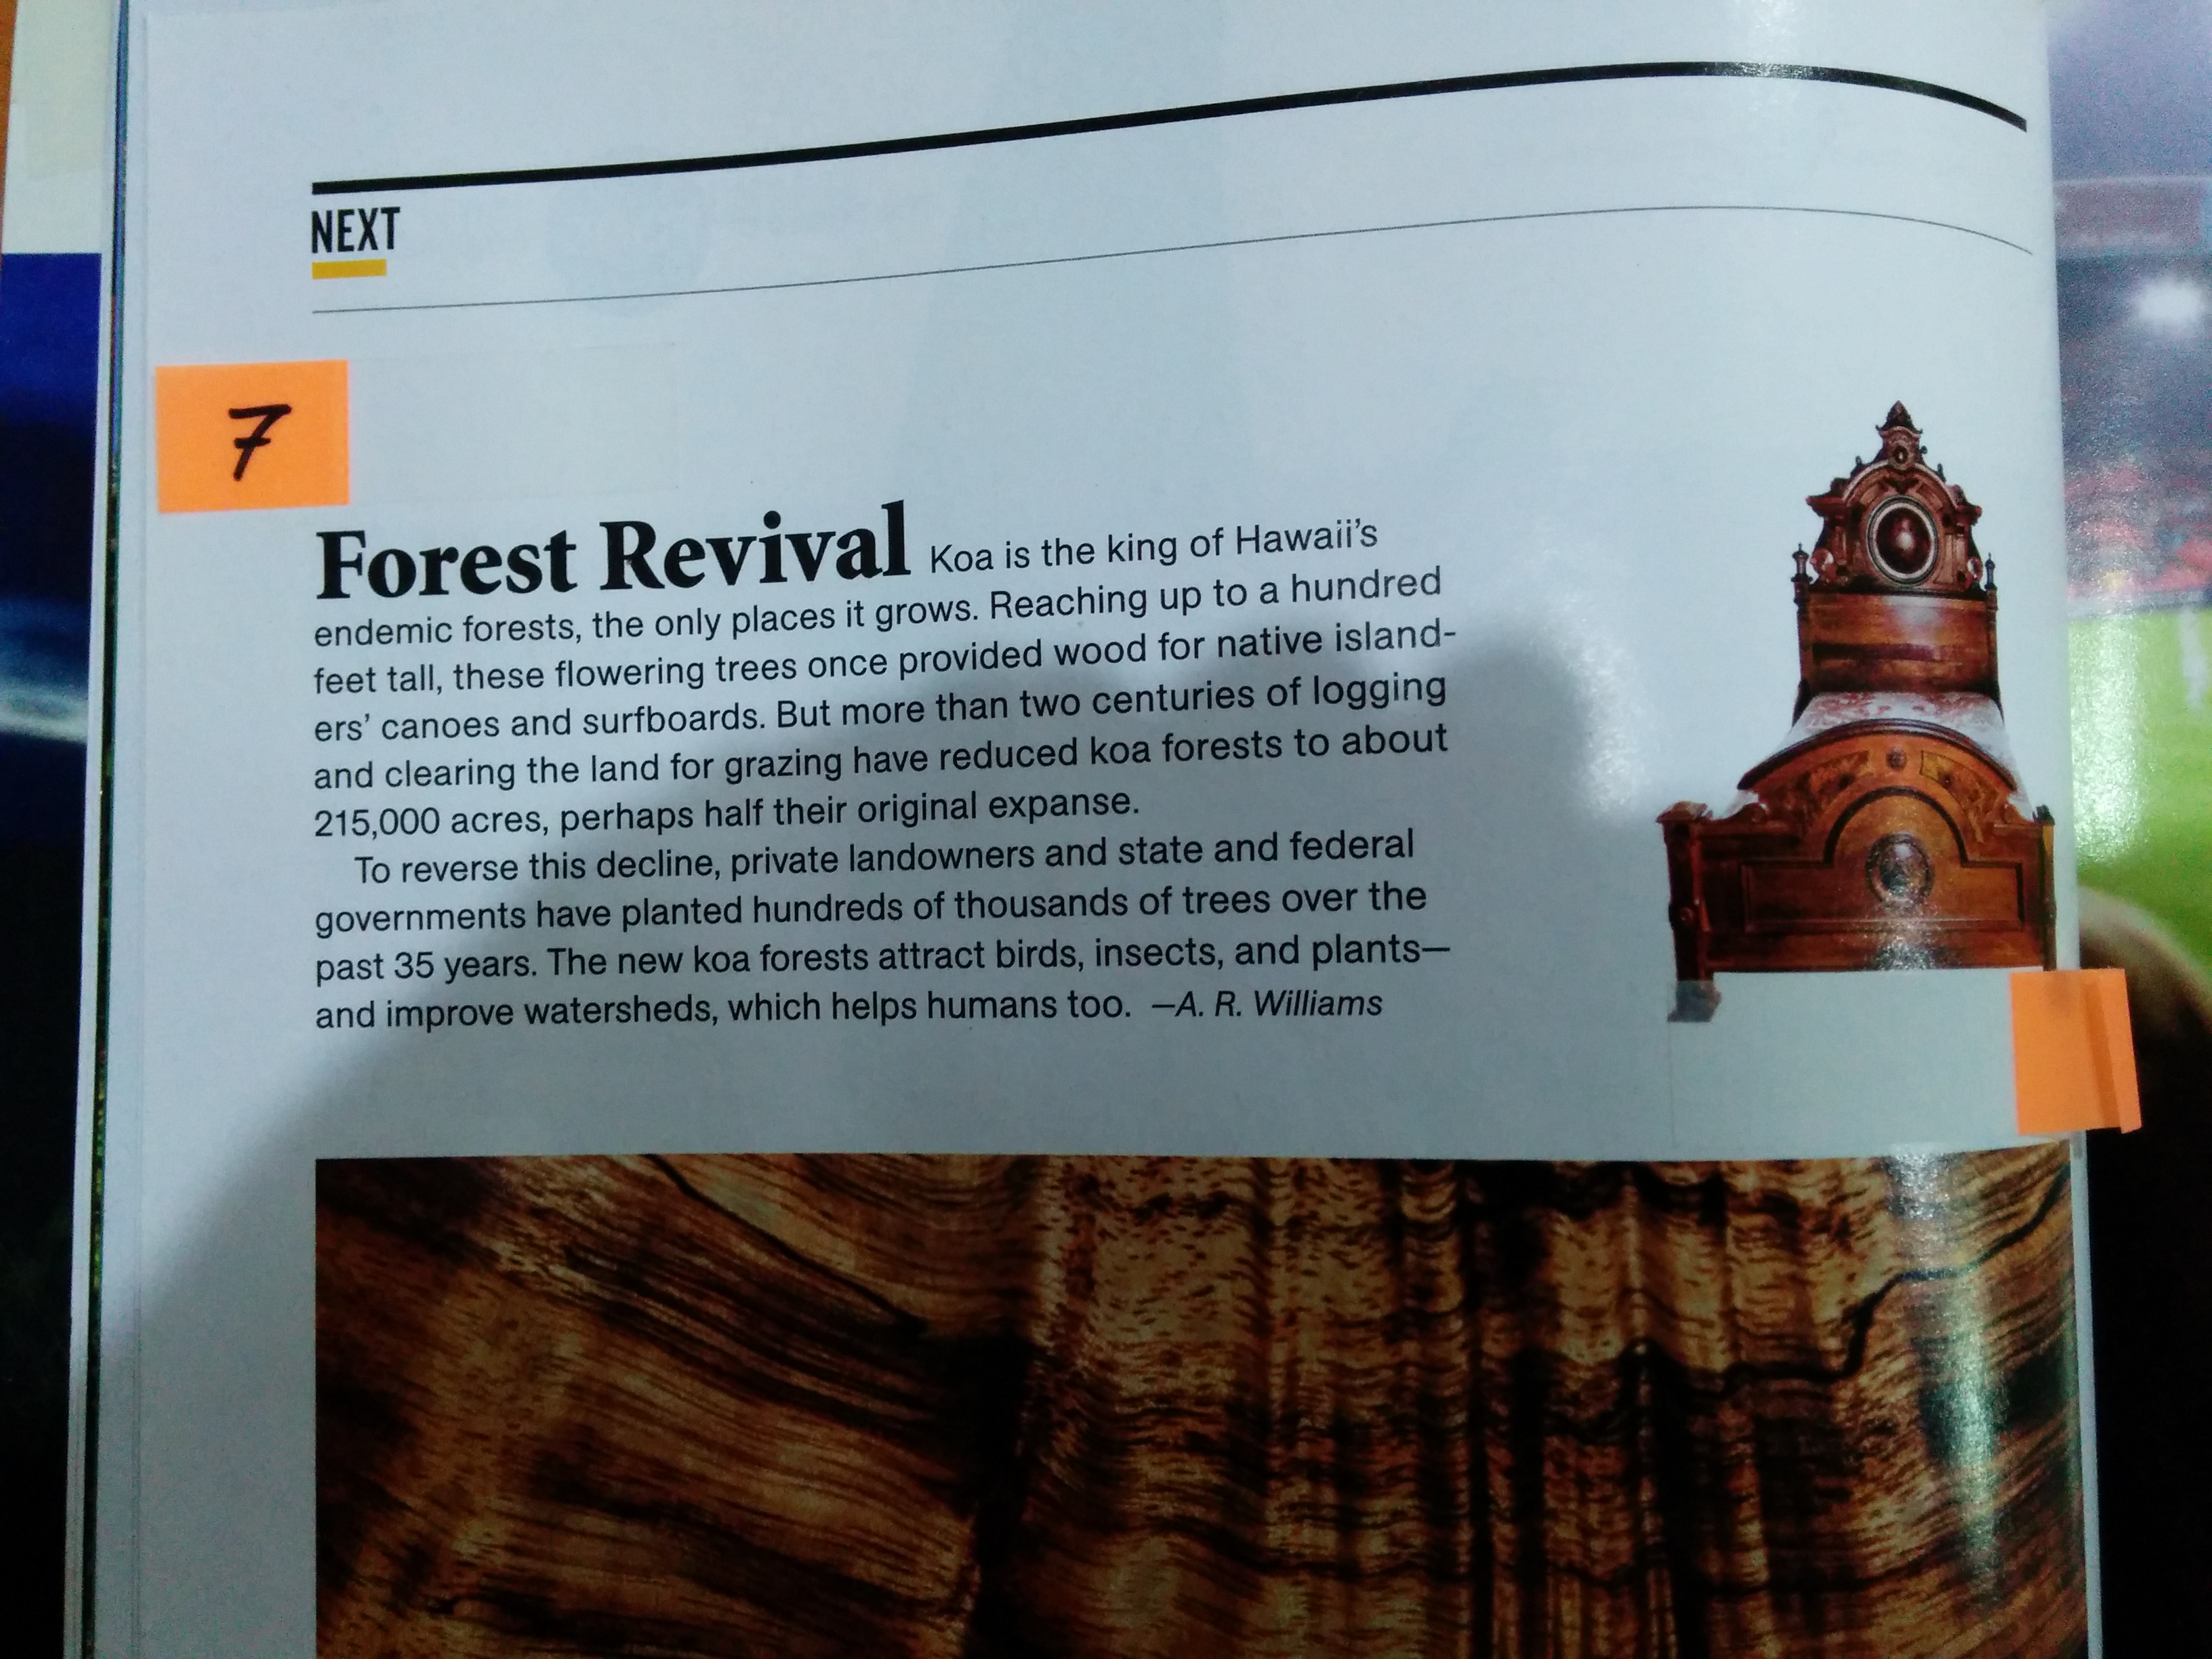 NEXT
7
Forest Revival Koa is the king of Hawaii's
endemic forests, the only places it grows. Reaching up to a hundred
feet tall, these flowering trees once provided wood for native island-
ers' canoes and surfboards. But more than two centuries of logging
and clearing the land for grazing have reduced koa forests to about
215,000 acres, perhaps half their original expanse.
To reverse this decline, private landowners and state and federal
governments have planted hundreds of thousands of trees over the
past 35 years. The new koa forests attract birds, insects, and plants—
and improve watersheds, which helps humans too. —A. R. Williams